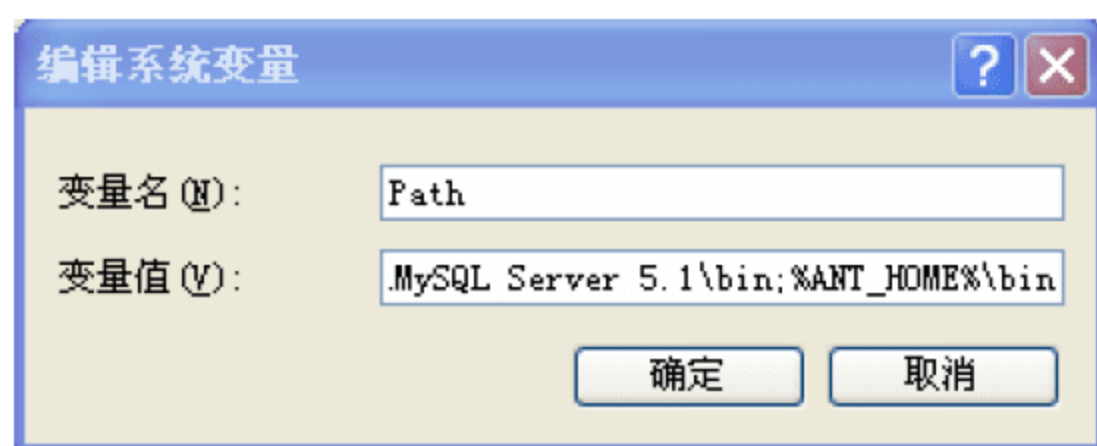 编辑系统变量
变量名(N): Path
变量值(V): .MySQL Server 5.1\bin;%ANT_HOME%\bin
确定 取消